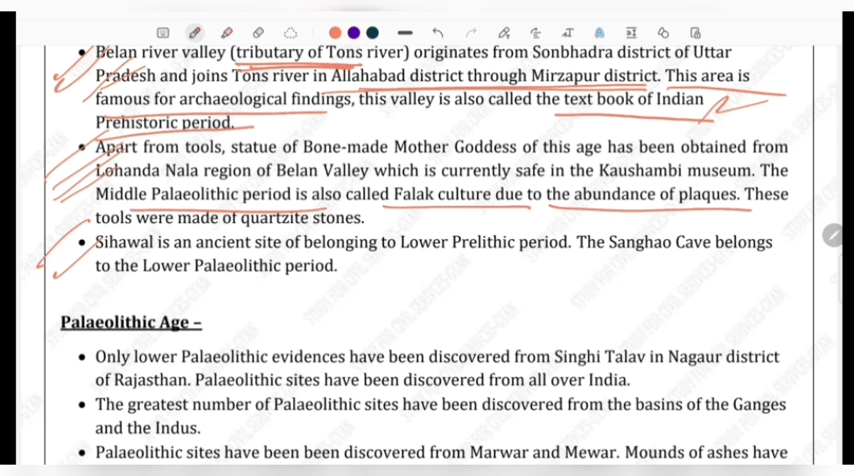 • Belan river valley (tributary of Tons river) originates from Sonbhadra district of Uttar
Pradesh and joins Tons river in Allahabad district through Mirzapur district. This area is
famous for archaeological findings, this valley is also called the text book of Indian
Prehistoric period.
• Apart from tools, statue of Bone-made Mother Goddess of this age has been obtained from
Lohanda Nala region of Belan Valley which is currently safe in the Kaushambi museum. The
Middle Palaeolithic period is also called Falak culture due to the abundance of plaques. These
tools were made of quartzite stones.
• Sihawal is an ancient site of belonging to Lower Prelithic period. The Sanghao Cave belongs
to the Lower Palaeolithic period.
Palaeolithic Age –
• Only lower Palaeolithic evidences have been discovered from Singhi Talav in Nagaur district
of Rajasthan. Palaeolithic sites have been discovered from all over India.
• The greatest number of Palaeolithic sites have been discovered from the basins of the Ganges
and the Indus.
• Palaeolithic sites have been been discovered from Marwar and Mewar. Mounds of ashes have